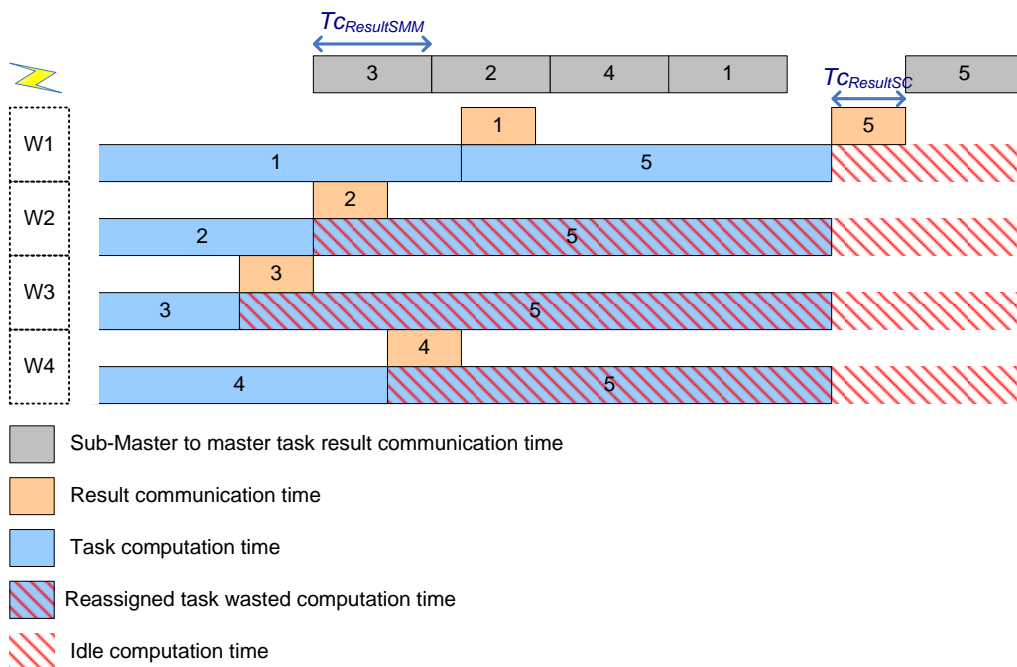 TcResultSMM
3 2 4 1 5
TcResultSC
W1
1
5
1 5
W2
2
2 5
W3
3
3 5
W4
4
4 5
Sub-Master to master task result communication time
Result communication time
Task computation time
Reassigned task wasted computation time
Idle computation time